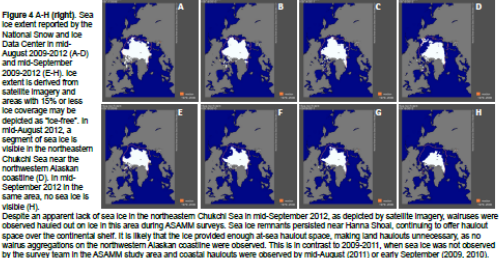 Figure 4 A-H (right). Sea
ice extent reported by the
National Snow and Ice
Data Center in mid-
August 2009-2012 (A-D)
and mid-September
2009-2012 (E-H). Ice
extent is derived from
satellite imagery and
areas with 15% or less
ice coverage may be
depicted as "ice-free". In
mid-August 2012, a
segment of sea ice is
visible in the northeastern
Chukchi Sea near the
northwestern Alaskan
coastline (D). In mid-
September 2012 in the
same area, no sea ice is
visible (H).
A
B
C
D
E
F
G
H
Despite an apparent lack of sea ice in the northeastern Chukchi Sea in mid-September 2012, as depicted by satellite imagery, walruses were
observed hauled out on ice in this area during ASAMM surveys. Sea ice remnants persisted near Hanna Shoal, continuing to offer haulout
space over the continental shelf. It is likely that the ice provided enough at-sea haulout space, making land haulouts unnecessary, as no
walrus aggregations on the northwestern Alaskan coastline were observed. This is in contrast to 2009-2011, when sea ice was not observed
by the survey team in the ASAMM study area and coastal haulouts were observed by mid-August (2011) or early September (2009, 2010).